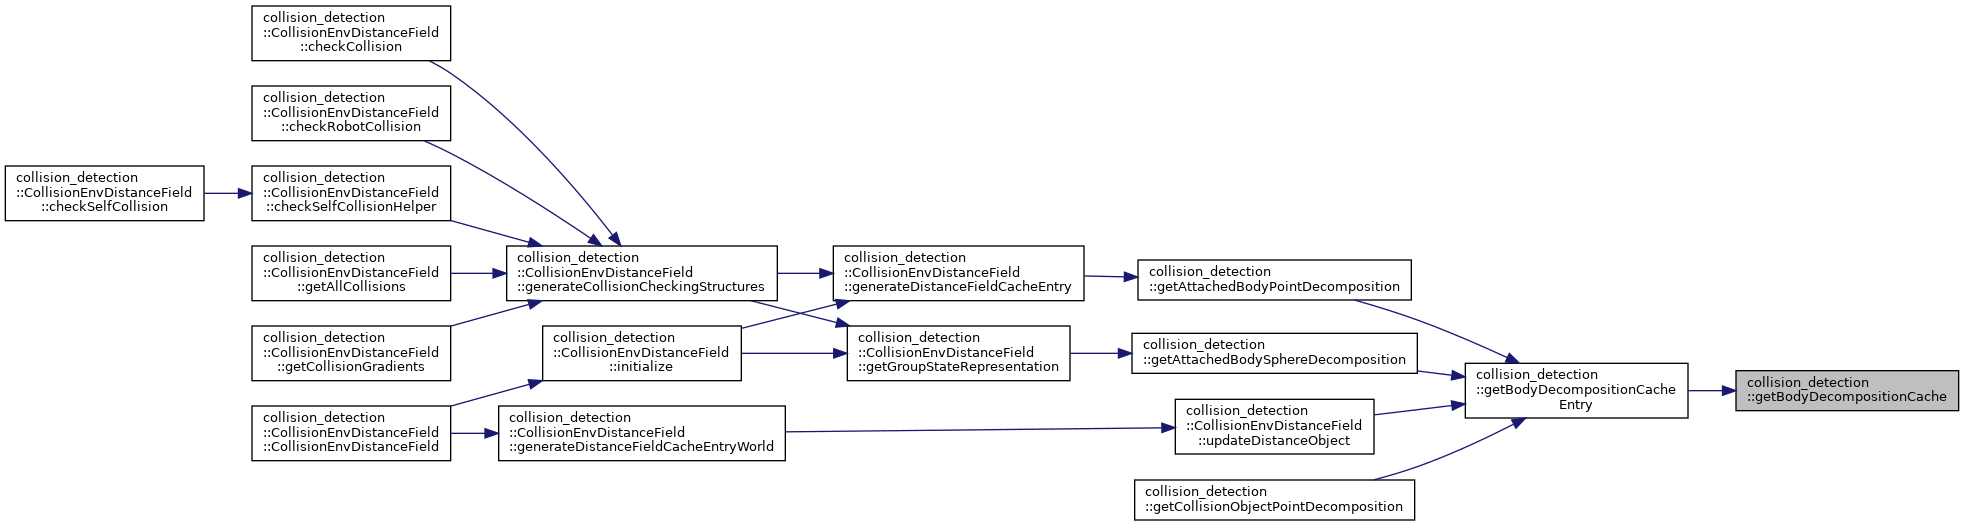 collision_detection
::CollisionEnvDistanceField
::checkCollision
collision_detection
::CollisionEnvDistanceField
::checkRobotCollision
collision_detection
::CollisionEnvDistanceField
::checkSelfCollision
collision_detection
::CollisionEnvDistanceField
::checkSelfCollisionHelper
collision_detection
::CollisionEnvDistanceField
::getAllCollisions
collision_detection
::CollisionEnvDistanceField
::generateCollisionCheckingStructures
collision_detection
::CollisionEnvDistanceField
::generateDistanceFieldCacheEntry
collision_detection
::getAttachedBodyPointDecomposition
collision_detection
::CollisionEnvDistanceField
::getCollisionGradients
collision_detection
::CollisionEnvDistanceField
::initialize
collision_detection
::CollisionEnvDistanceField
::getGroupStateRepresentation
collision_detection
::getAttachedBodySphereDecomposition
collision_detection
::getBodyDecompositionCache
Entry
collision_detection
::getBodyDecompositionCache
collision_detection
::CollisionEnvDistanceField
::CollisionEnvDistanceField
collision_detection
::CollisionEnvDistanceField
::generateDistanceFieldCacheEntryWorld
collision_detection
::CollisionEnvDistanceField
::updateDistanceObject
collision_detection
::getCollisionObjectPointDecomposition